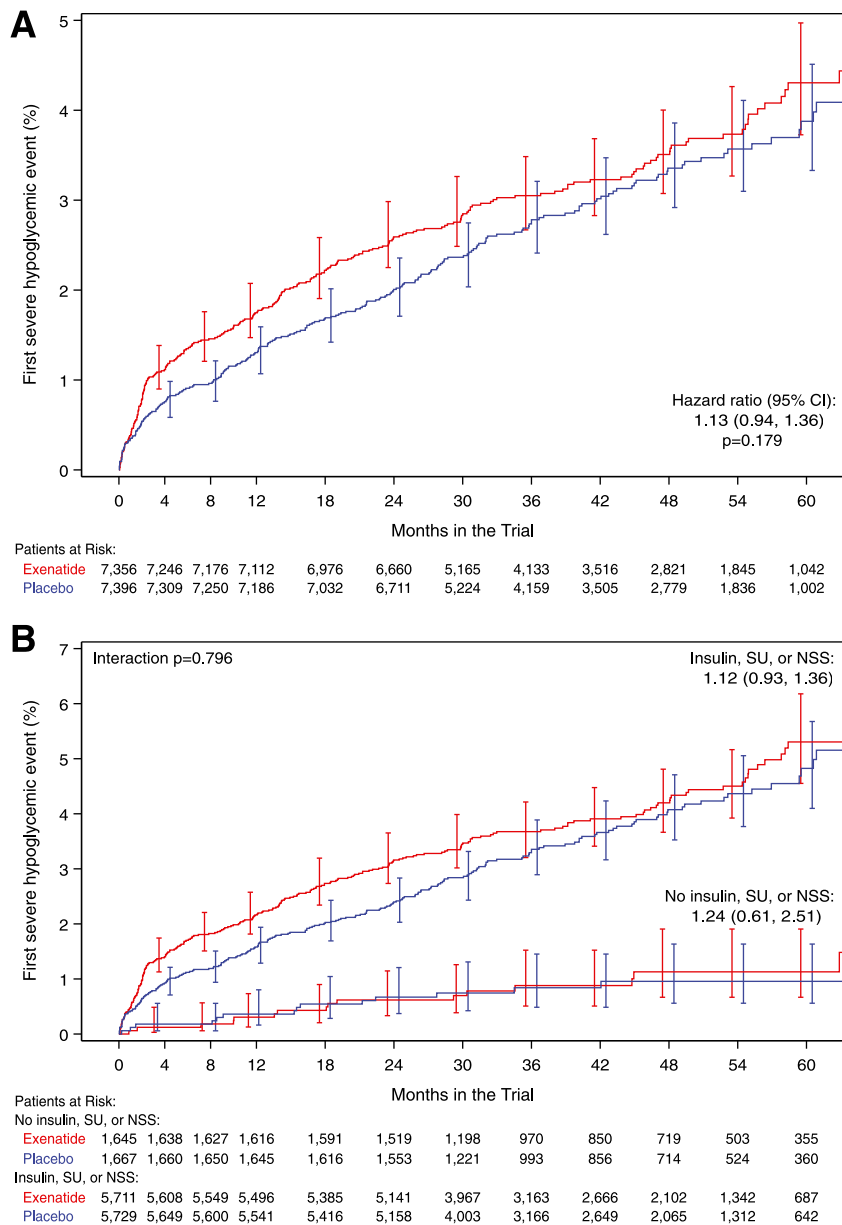 A
First severe hypoglycemic event (%)
5
4
3
2
1
0
Hazard ratio (95% CI):
1.13 (0.94, 1.36)
p=0.179
0 4 8 12 18 24 30 36 42 48 54 60
Months in the Trial
Patients at Risk:
Exenatide 7,356 7,246 7,176 7,112 6,976 6,660 5,165 4,133 3,516 2,821 1,845 1,042
Placebo 7,396 7,309 7,250 7,186 7,032 6,711 5,224 4,159 3,505 2,779 1,836 1,002
B
First severe hypoglycemic event (%)
7
6
5
4
3
2
1
0
Interaction p=0.796
Insulin, SU, or NSS:
1.12 (0.93, 1.36)
No insulin, SU, or NSS:
1.24 (0.61, 2.51)
0 4 8 12 18 24 30 36 42 48 54 60
Months in the Trial
Patients at Risk:
No insulin, SU, or NSS:
Exenatide 1,645 1,638 1,627 1,616 1,591 1,519 1,198 970 850 719 503 355
Placebo 1,667 1,660 1,650 1,645 1,616 1,553 1,221 993 856 714 524 360
Insulin, SU, or NSS:
Exenatide 5,711 5,608 5,549 5,496 5,385 5,141 3,967 3,163 2,666 2,102 1,342 687
Placebo 5,729 5,649 5,600 5,541 5,416 5,158 4,003 3,166 2,649 2,065 1,312 642